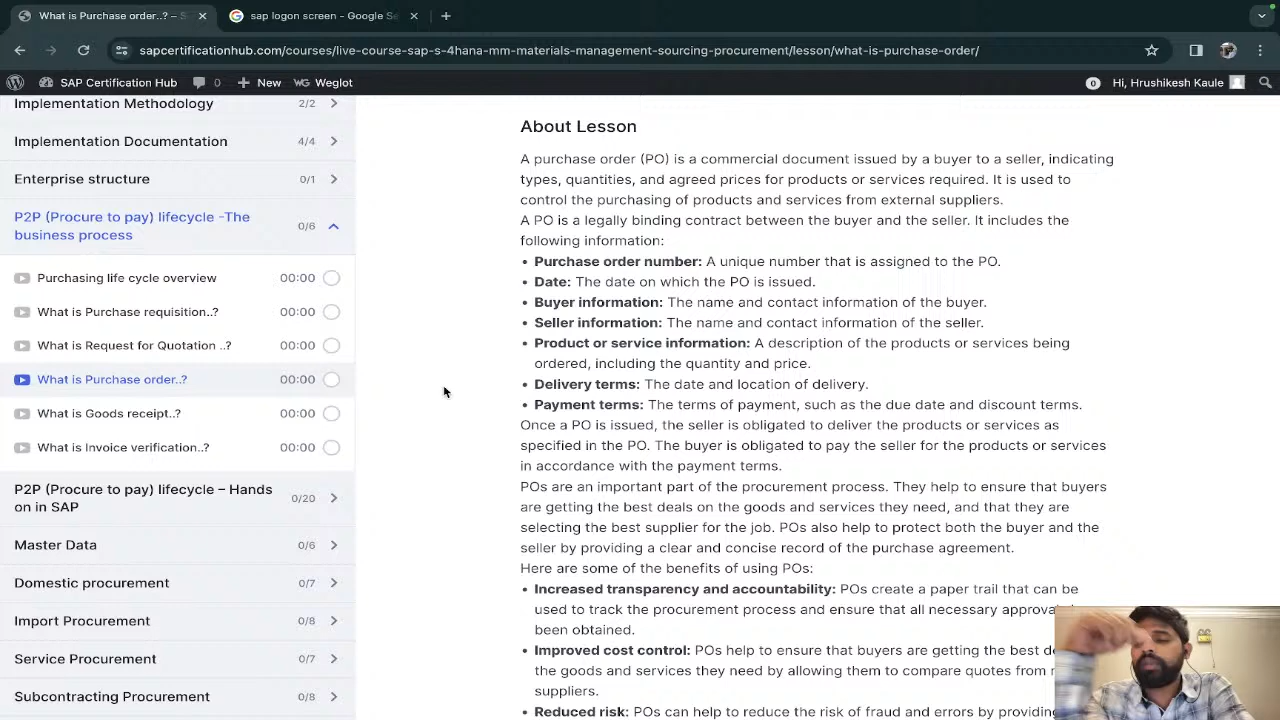 What is Purchase order..? – S
sap logon screen - Google Se
sapcertificationhub.com/courses/live-course-sap-s-4hana-mm-materials-management-sourcing-procurement/lesson/what-is-purchase-order/
SAP Certification Hub
0
New
Weglot
0
Hi, Hrushikesh Kaule
Implementation Methodology 2/2
Implementation Documentation 4/4
Enterprise structure 0/1
P2P (Procure to pay) lifecycle -The
business process
0/6
Purchasing life cycle overview 00:00
What is Purchase requisition..? 00:00
What is Request for Quotation ..? 00:00
What is Purchase order..? 00:00
What is Goods receipt..? 00:00
What is Invoice verification..? 00:00
P2P (Procure to pay) lifecycle – Hands
on in SAP
0/20
Master Data 0/6
Domestic procurement 0/7
Import Procurement 0/8
Service Procurement 0/7
Subcontracting Procurement 0/8
About Lesson
A purchase order (PO) is a commercial document issued by a buyer to a seller, indicating
types, quantities, and agreed prices for products or services required. It is used to
control the purchasing of products and services from external suppliers.
A PO is a legally binding contract between the buyer and the seller. It includes the
following information:
• Purchase order number: A unique number that is assigned to the PO.
• Date: The date on which the PO is issued.
• Buyer information: The name and contact information of the buyer.
• Seller information: The name and contact information of the seller.
• Product or service information: A description of the products or services being
ordered, including the quantity and price.
• Delivery terms: The date and location of delivery.
• Payment terms: The terms of payment, such as the due date and discount terms.
Once a PO is issued, the seller is obligated to deliver the products or services as
specified in the PO. The buyer is obligated to pay the seller for the products or services
in accordance with the payment terms.
POs are an important part of the procurement process. They help to ensure that buyers
are getting the best deals on the goods and services they need, and that they are
selecting the best supplier for the job. POs also help to protect both the buyer and the
seller by providing a clear and concise record of the purchase agreement.
Here are some of the benefits of using POs:
• Increased transparency and accountability: POs create a paper trail that can be
used to track the procurement process and ensure that all necessary approva
been obtained.
• Improved cost control: POs help to ensure that buyers are getting the best de
the goods and services they need by allowing them to compare quotes from
suppliers.
• Reduced risk: POs can help to reduce the risk of fraud and errors by providing